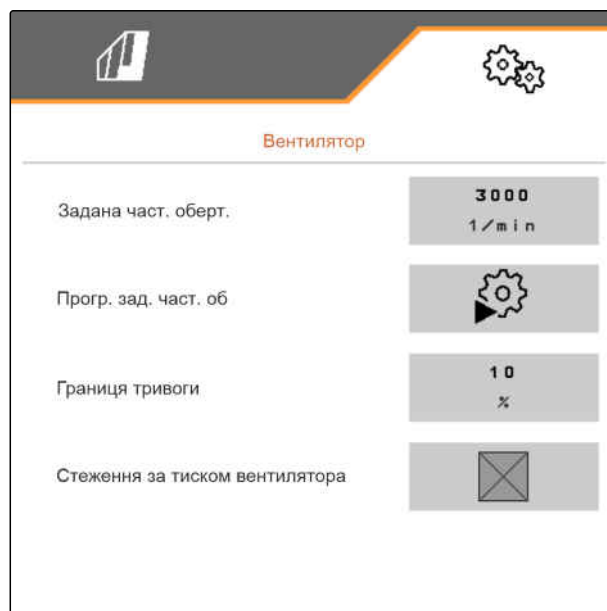 Вентилятор
Задана част. оберт.
3000
1/min
Прогр. зад. част. об
Границя тривоги
10
%
Стеження за тиском вентилятора